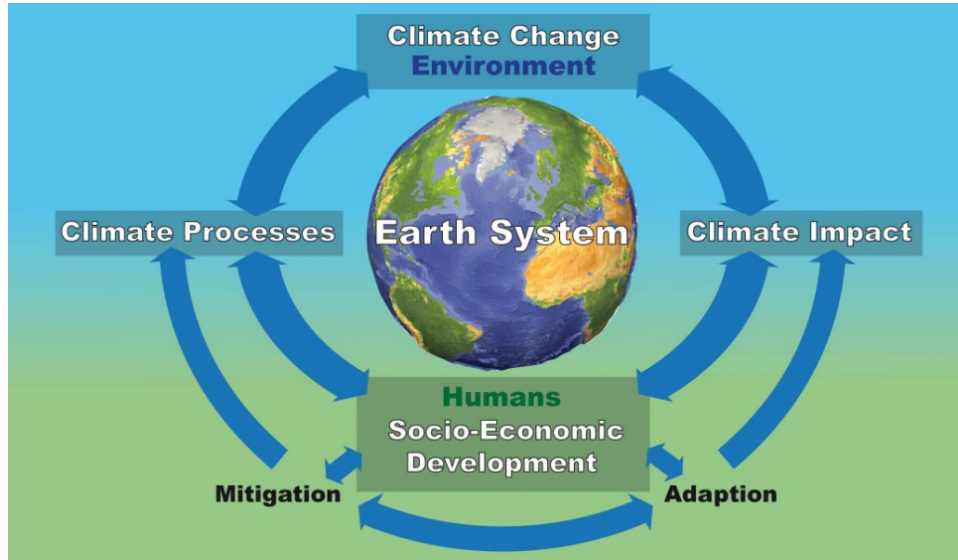 Climate Change
Environment
Climate Processes
Earth System
Climate Impact
Humans
Socio-Economic
Development
Mitigation
Adaption